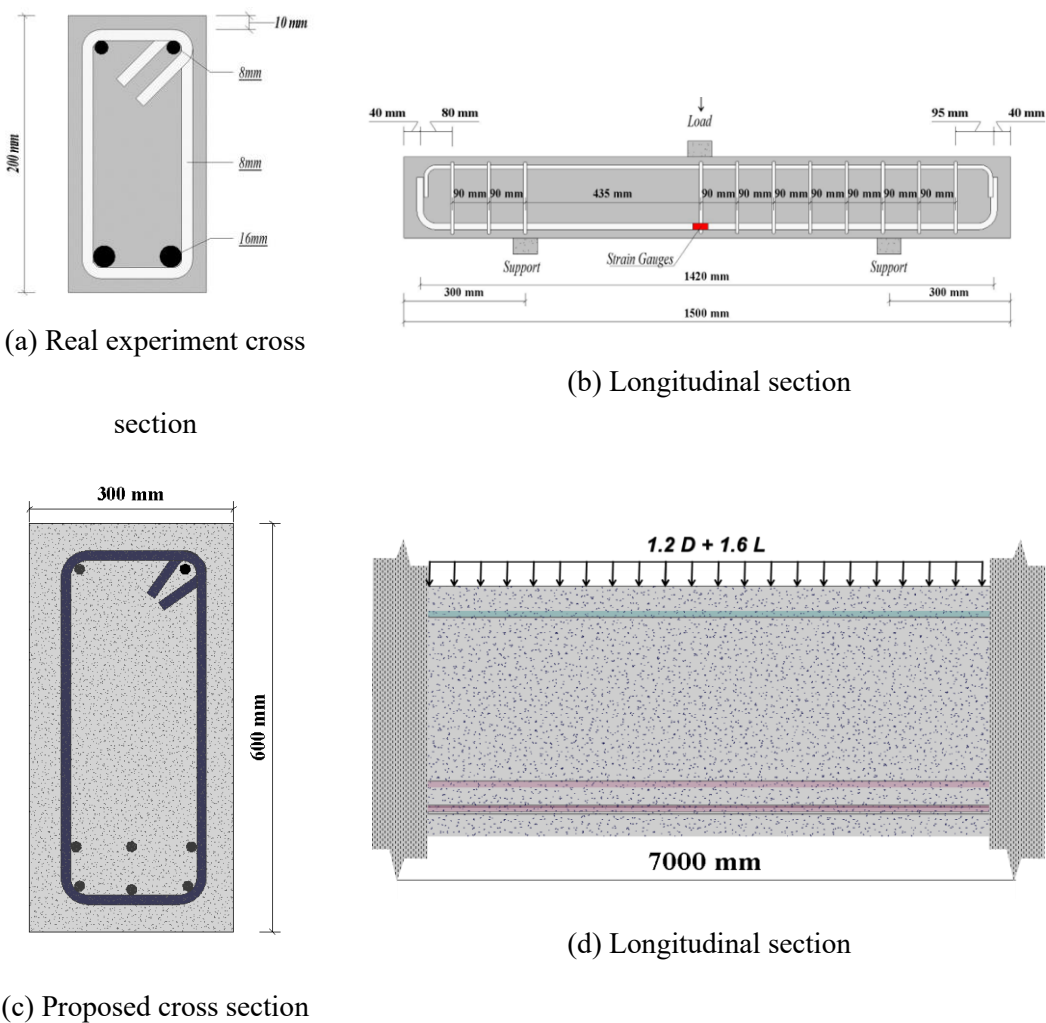 10 mm
8mm
200 mm
8mm
16mm
(a) Real experiment cross
section
40 mm
80 mm
Load
95 mm
40 mm
90 mm
90 mm
435 mm
90 mm
90 mm
90 mm
90 mm
90 mm
90 mm
90 mm
Support
Strain Gauges
Support
1420 mm
300 mm
300 mm
1500 mm
(b) Longitudinal section
300 mm
600 mm
(c) Proposed cross section
1.2 D + 1.6 L
7000 mm
(d) Longitudinal section